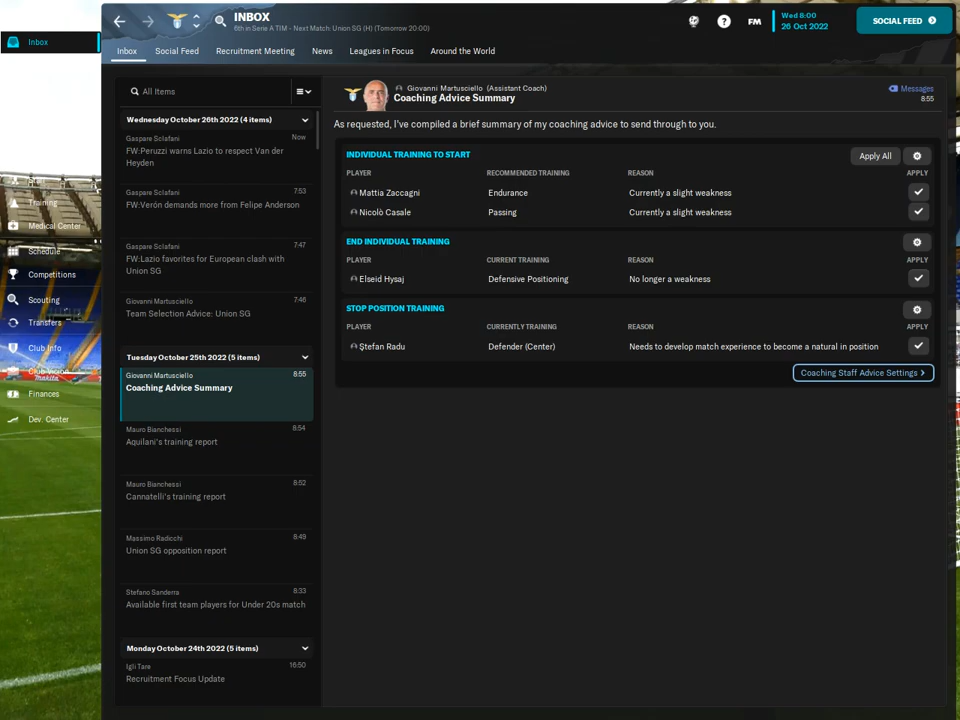 INBOX
6th in Serie A TIM - Next Match: Union SG (H) (Tomorrow 20:00)
FM
Wed 8:00
26 Oct 2022
SOCIAL FEED
Inbox
Inbox
Social Feed
Recruitment Meeting
News
Leagues in Focus
Around the World
Training
Medical Center
Schedule
Competitions
Scouting
Transfers
Club Info
Club Vision
Finances
Dev. Center
All Items
Wednesday October 26th 2022 (4 items)
Gaspare Sclafani
Now
FW:Peruzzi warns Lazio to respect Van der
Heyden
Gaspare Sclafani
7:53
FW:Verón demands more from Felipe Anderson
Gaspare Sclafani
7:47
FW:Lazio favorites for European clash with
Union SG
Giovanni Martusciello
7:46
Team Selection Advice: Union SG
Tuesday October 25th 2022 (5 items)
Giovanni Martusciello
8:55
Coaching Advice Summary
Mauro Bianchessi
8:54
Aquilani's training report
Mauro Bianchessi
8:52
Cannatelli's training report
Massimo Radicchi
8:49
Union SG opposition report
Stefano Sanderra
8:33
Available first team players for Under 20s match
Monday October 24th 2022 (5 items)
Igli Tare
16:50
Recruitment Focus Update
Giovanni Martusciello (Assistant Coach)
Coaching Advice Summary
Messages
8:55
As requested, I've compiled a brief summary of my coaching advice to send through to you.
INDIVIDUAL TRAINING TO START
Apply All
PLAYER RECOMMENDED TRAINING REASON APPLY
Mattia Zaccagni Endurance Currently a slight weakness
Nicolò Casale Passing Currently a slight weakness
END INDIVIDUAL TRAINING
PLAYER CURRENT TRAINING REASON APPLY
Elseid Hysaj Defensive Positioning No longer a weakness
STOP POSITION TRAINING
PLAYER CURRENTLY TRAINING REASON APPLY
Ștefan Radu Defender (Center) Needs to develop match experience to become a natural in position
Coaching Staff Advice Settings